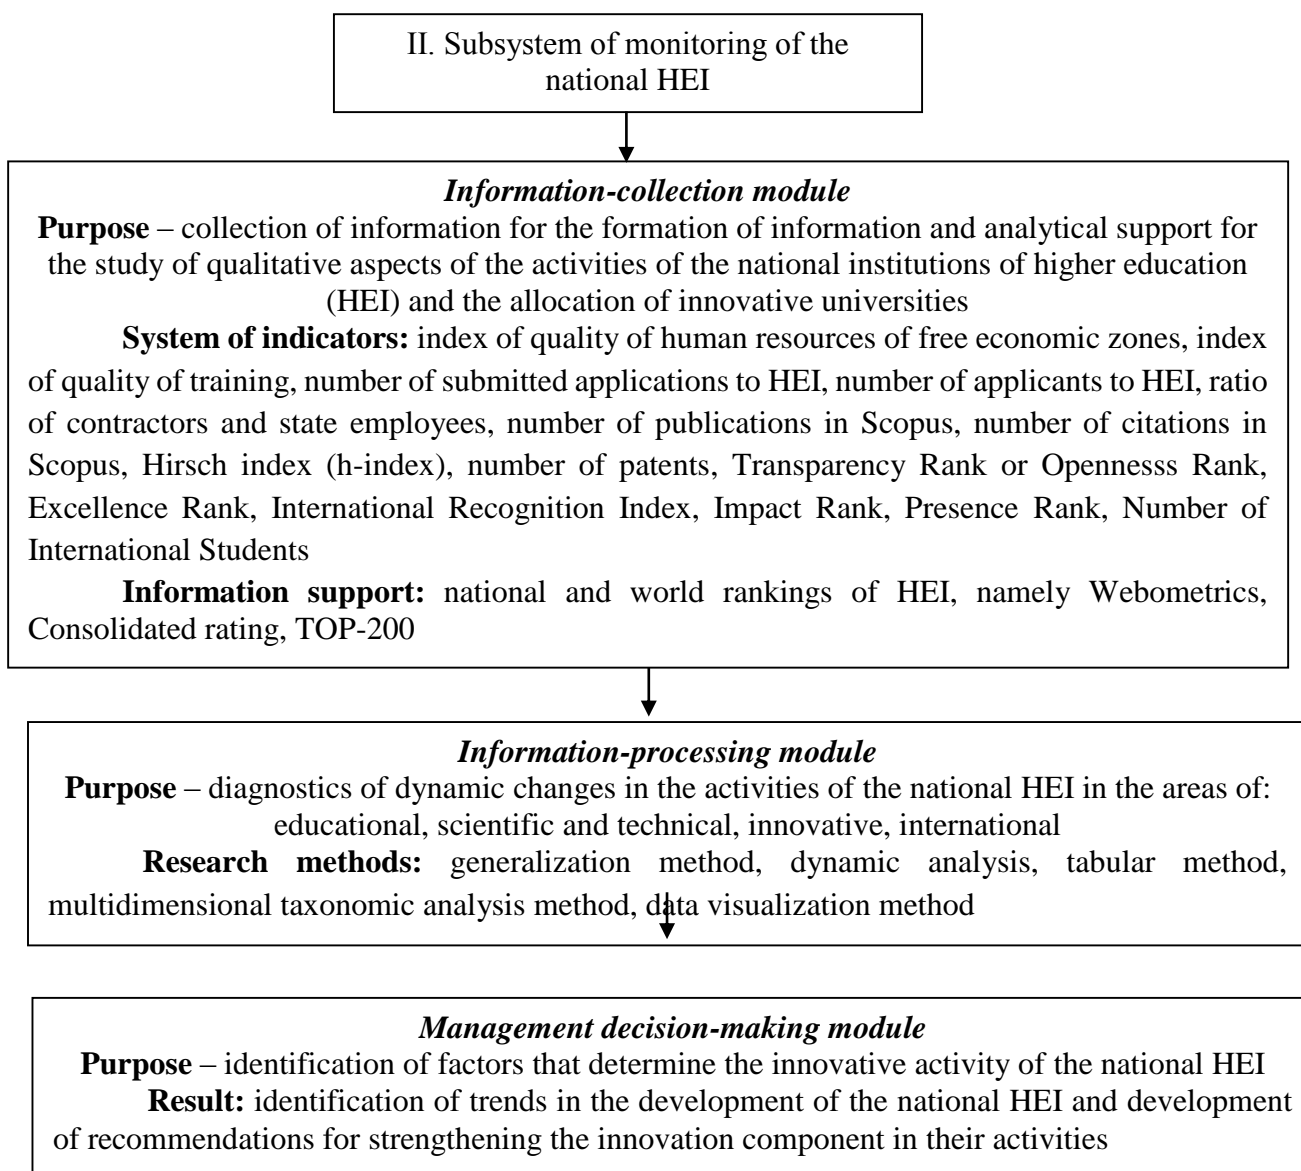 II. Subsystem of monitoring of the
national HEI
Information-collection module
Purpose – collection of information for the formation of information and analytical support for
the study of qualitative aspects of the activities of the national institutions of higher education
(HEI) and the allocation of innovative universities
System of indicators: index of quality of human resources of free economic zones, index
of quality of training, number of submitted applications to HEI, number of applicants to HEI, ratio
of contractors and state employees, number of publications in Scopus, number of citations in
Scopus, Hirsch index (h-index), number of patents, Transparency Rank or Opennesss Rank,
Excellence Rank, International Recognition Index, Impact Rank, Presence Rank, Number of
International Students
Information support: national and world rankings of HEI, namely Webometrics,
Consolidated rating, TOP-200
Information-processing module
Purpose – diagnostics of dynamic changes in the activities of the national HEI in the areas of:
educational, scientific and technical, innovative, international
Research methods: generalization method, dynamic analysis, tabular method,
multidimensional taxonomic analysis method, data visualization method
Management decision-making module
Purpose – identification of factors that determine the innovative activity of the national HEI
Result: identification of trends in the development of the national HEI and development
of recommendations for strengthening the innovation component in their activities